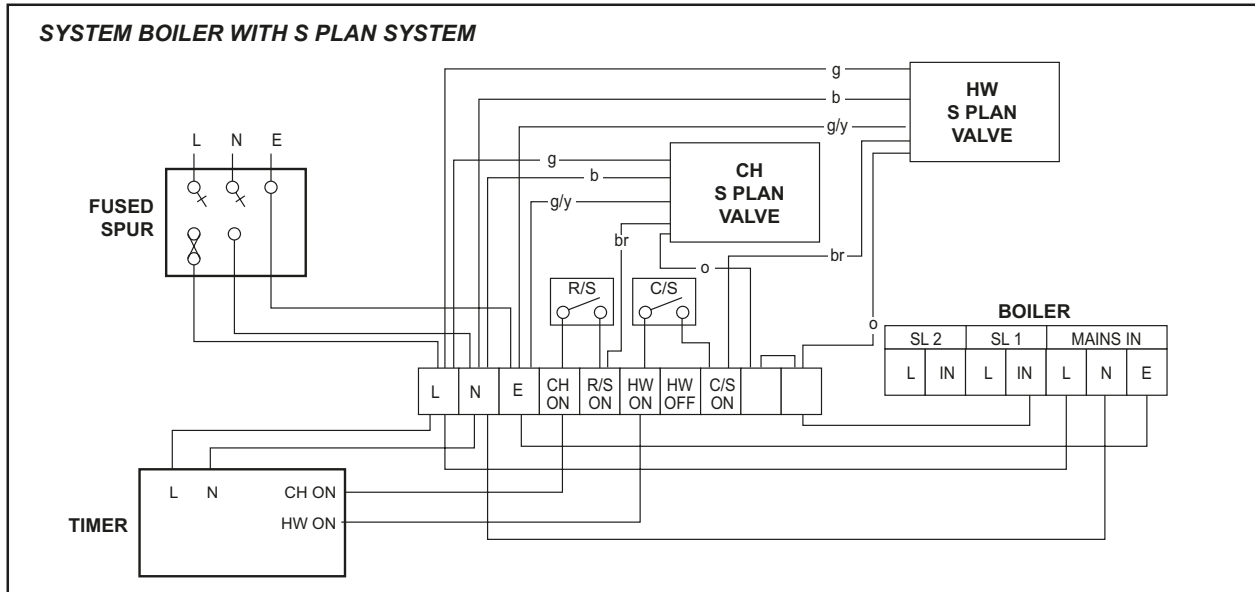 SYSTEM BOILER WITH S PLAN SYSTEM
g
HW
S PLAN
VALVE
b
g/y
L N E
g
CH
S PLAN
VALVE
b
FUSED
SPUR
g/y
br
br
o
R/S
C/S
o
BOILER
SL 2 SL 1 MAINS IN
L IN L IN L N E
L N E CH ON R/S ON HW ON HW OFF C/S ON
L N CH ON
TIMER
HW ON